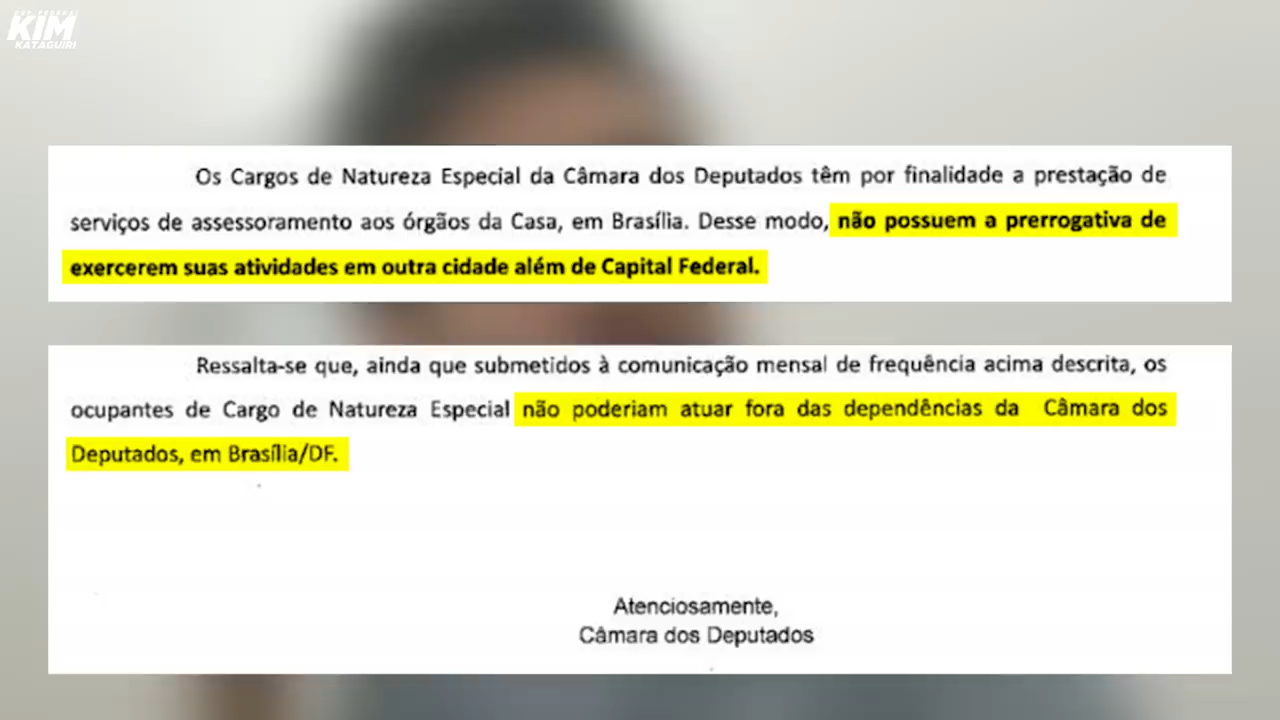 DEP. FEDERAL
KIM
KATAGUIRI
Os Cargos de Natureza Especial da Câmara dos Deputados têm por finalidade a prestação de
serviços de assessoramento aos órgãos da Casa, em Brasília. Desse modo, não possuem a prerrogativa de
exercerem suas atividades em outra cidade além de Capital Federal.
Ressalta-se que, ainda que submetidos à comunicação mensal de frequência acima descrita, os
ocupantes de Cargo de Natureza Especial não poderiam atuar fora das dependências da Câmara dos
Deputados, em Brasília/DF.
Atenciosamente,
Câmara dos Deputados